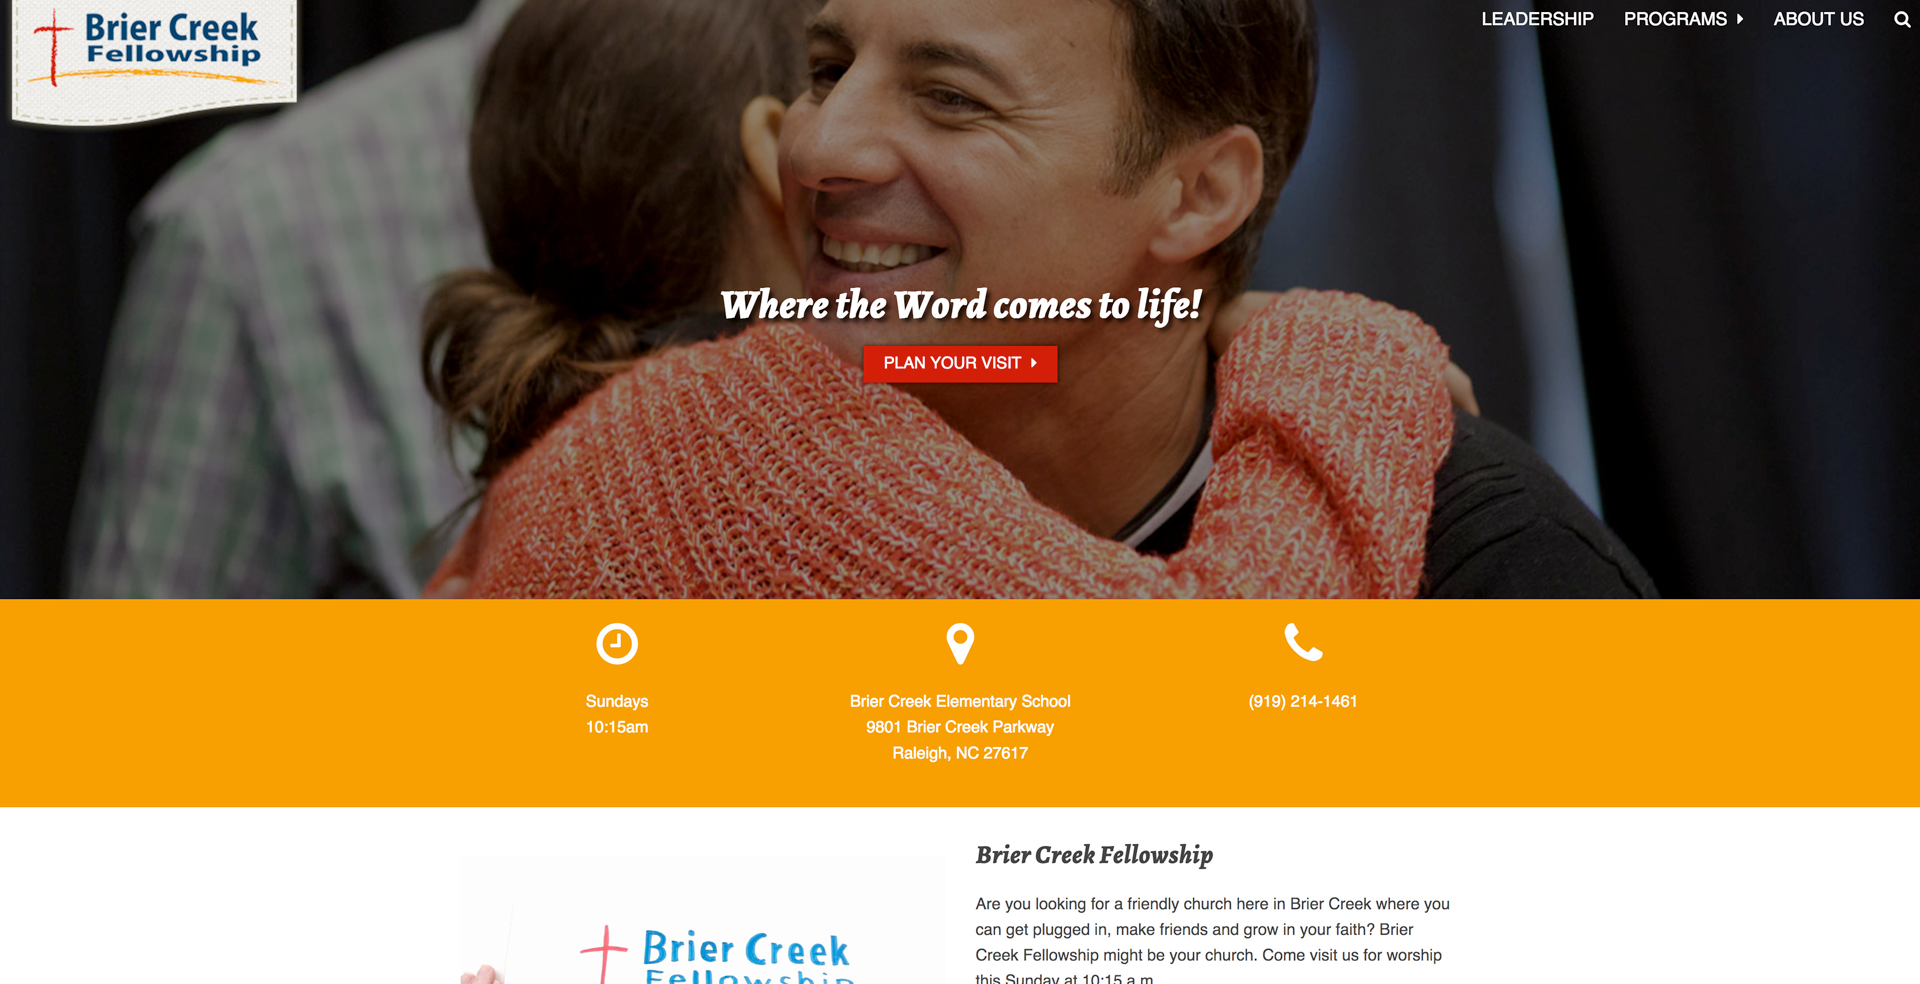 Brier Creek
Fellowship
LEADERSHIP
PROGRAMS
ABOUT US
Where the Word comes to life!
PLAN YOUR VISIT
Sundays
10:15am
Brier Creek Elementary School
9801 Brier Creek Parkway
Raleigh, NC 27617
(919) 214-1461
Brier Creek
Fellowship
Brier Creek Fellowship
Are you looking for a friendly church here in Brier Creek where you
can get plugged in, make friends and grow in your faith? Brier
Creek Fellowship might be your church. Come visit us for worship
this Sunday at 10:15 a.m.